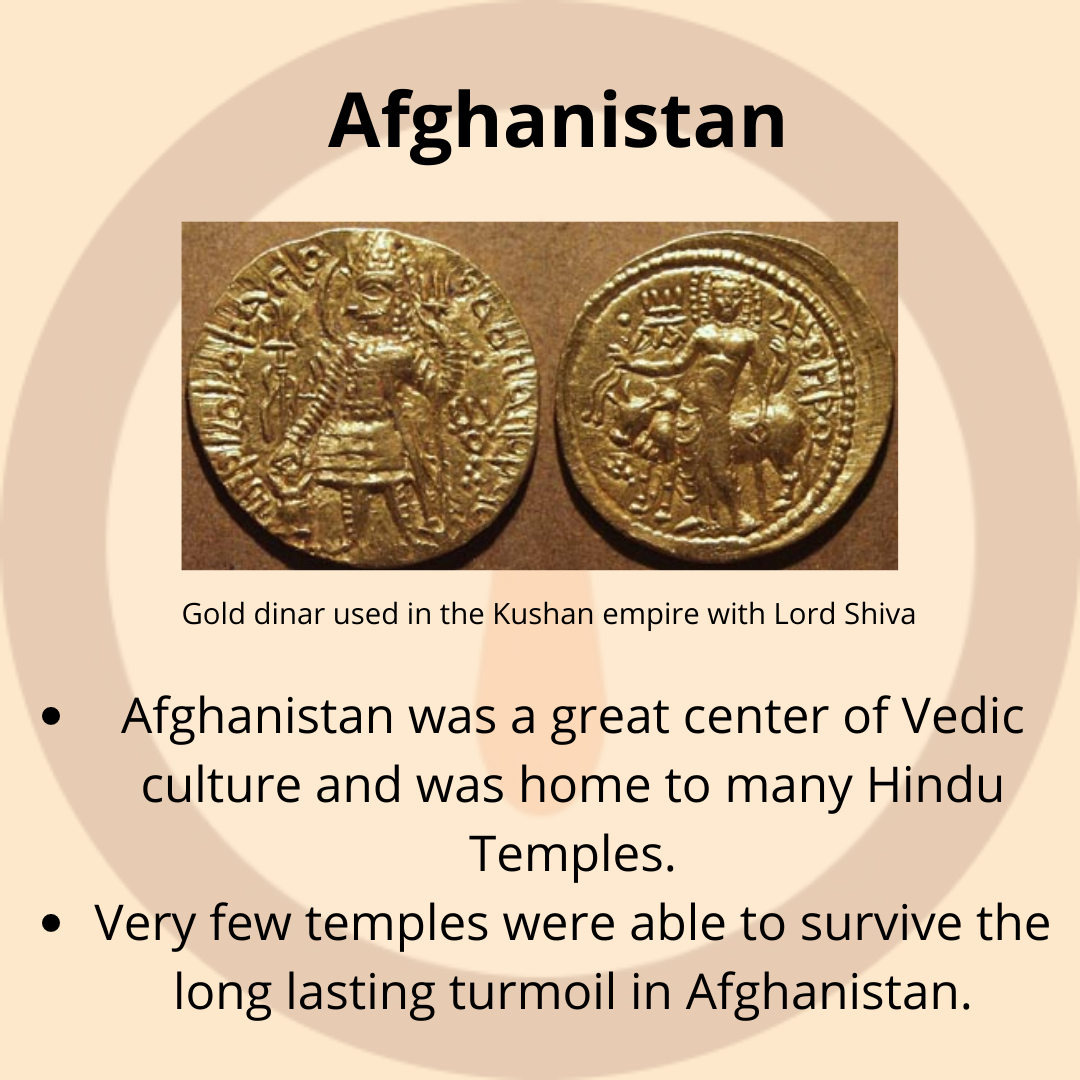 Afghanistan
Gold dinar used in the Kushan empire with Lord Shiva
• Afghanistan was a great center of Vedic
culture and was home to many Hindu
Temples.
• Very few temples were able to survive the
long lasting turmoil in Afghanistan.